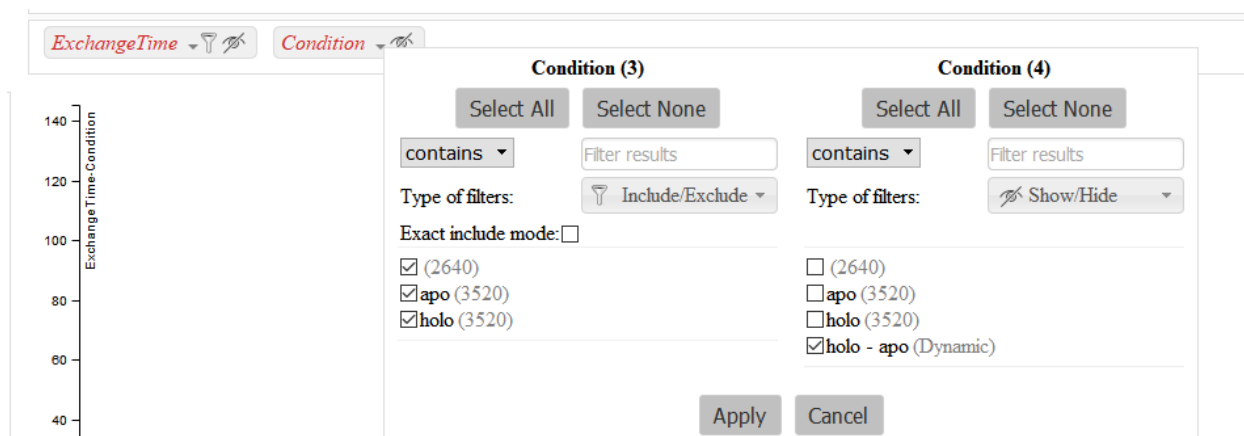 ExchangeTime Condition
Condition (3) Condition (4)
Select All Select None Select All Select None
contains Filter results contains Filter results
Type of filters: Include/Exclude Type of filters: Show/Hide
Exact include mode:
(2640) (2640)
apo (3520) apo (3520)
holo (3520) holo (3520)
holo - apo (Dynamic)
Apply Cancel
140
120
100
80
60
40
ExchangeTime-Condition